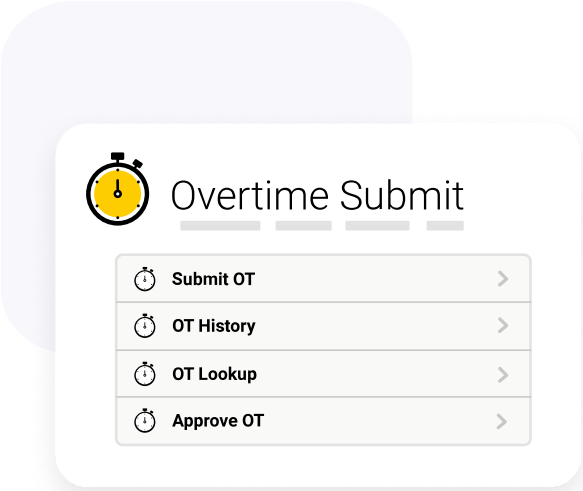 Overtime Submit
Submit OT
OT History
OT Lookup
Approve OT